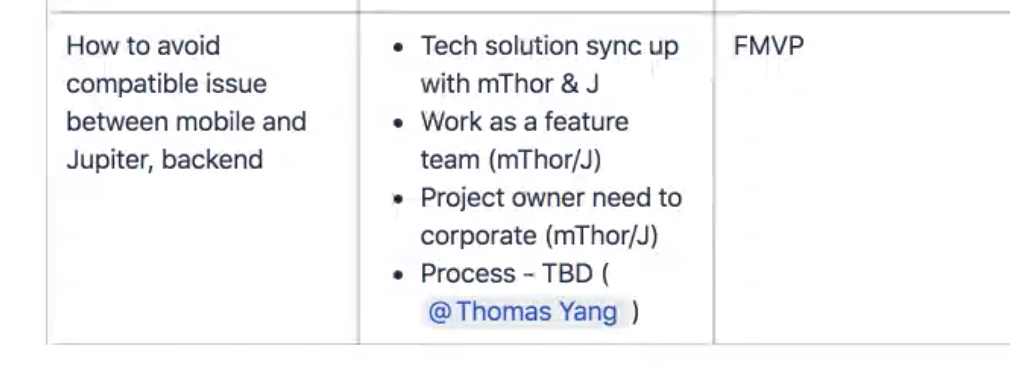 How to avoid
compatible issue
between mobile and
Jupiter, backend
• Tech solution sync up
with mThor & J
• Work as a feature
team (mThor/J)
• Project owner need to
corporate (mThor/J)
• Process - TBD (
@Thomas Yang )
FMVP